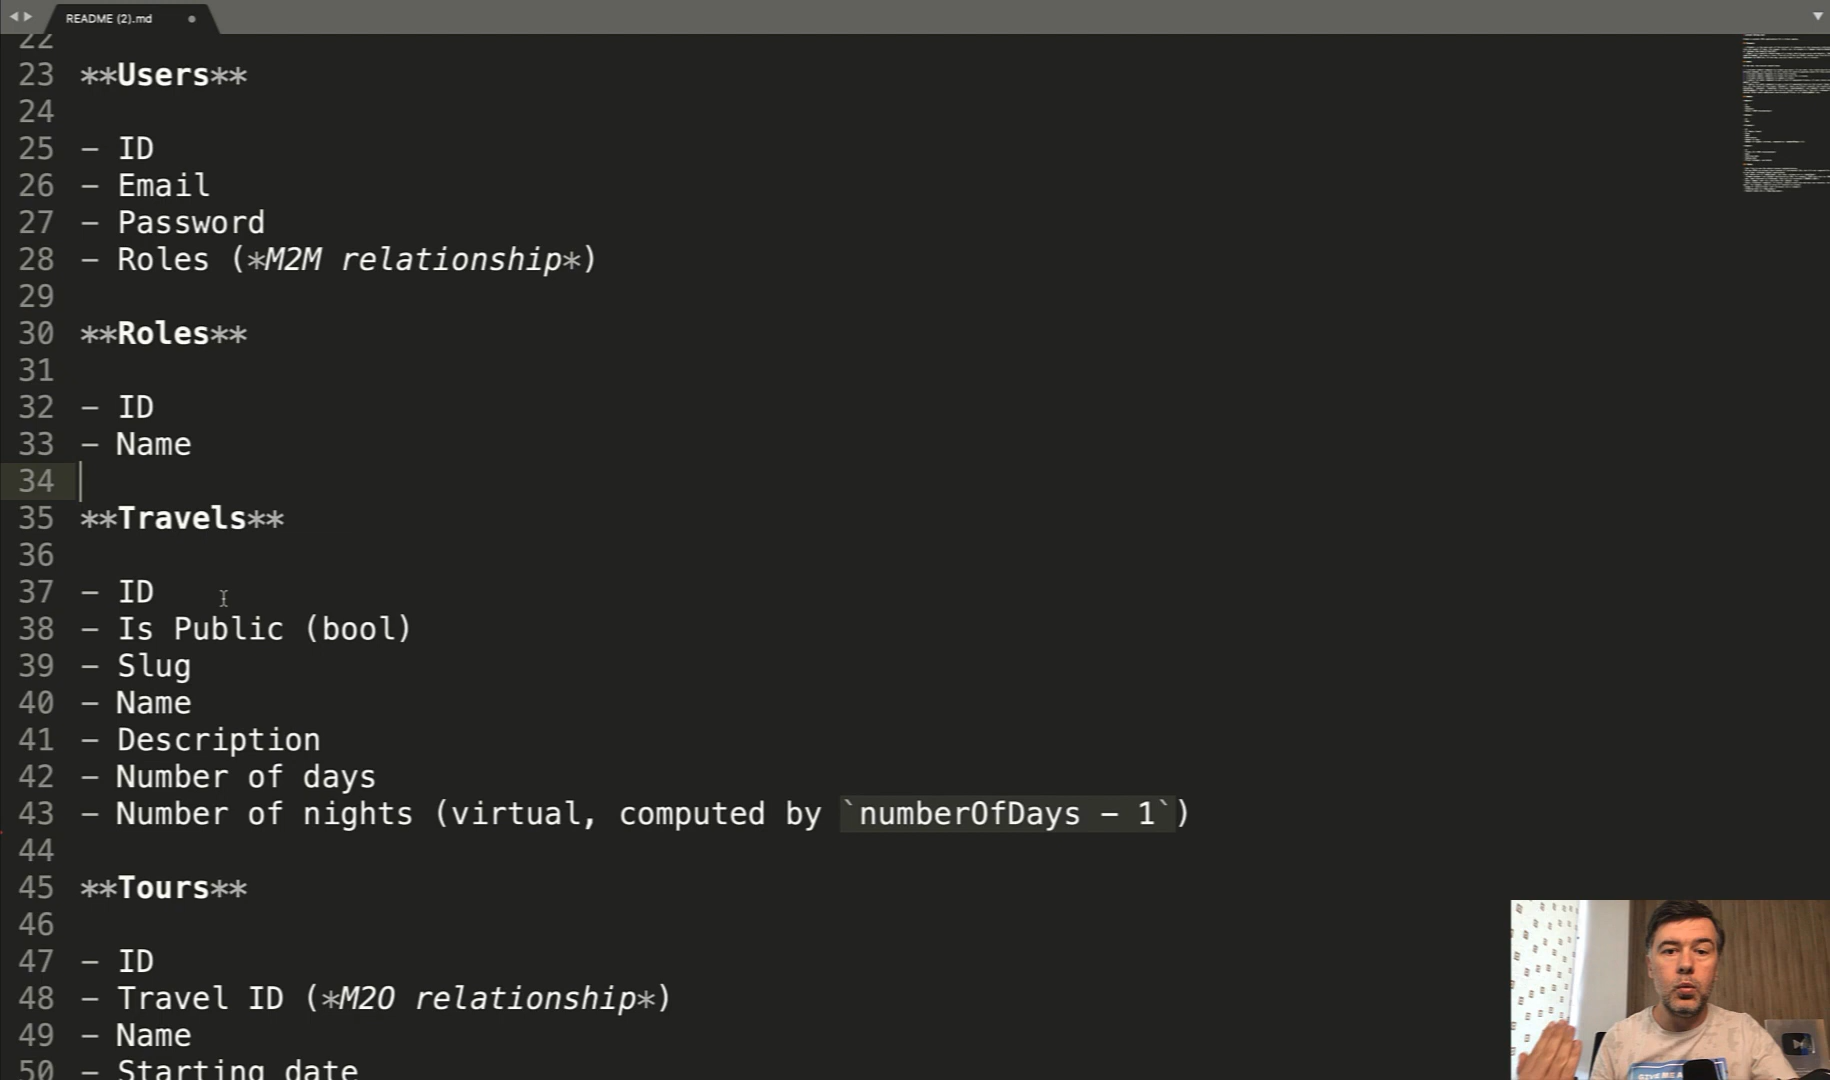 README (2).md
22
23 **Users**
24
25 - ID
26 - Email
27 - Password
28 - Roles (*M2M relationship*)
29
30 **Roles**
31
32 - ID
33 - Name
34
35 **Travels**
36
37 - ID
38 - Is Public (bool)
39 - Slug
40 - Name
41 - Description
42 - Number of days
43 - Number of nights (virtual, computed by `numberOfDays - 1`)
44
45 **Tours**
46
47 - ID
48 - Travel ID (*M2O relationship*)
49 - Name
50 - Starting date